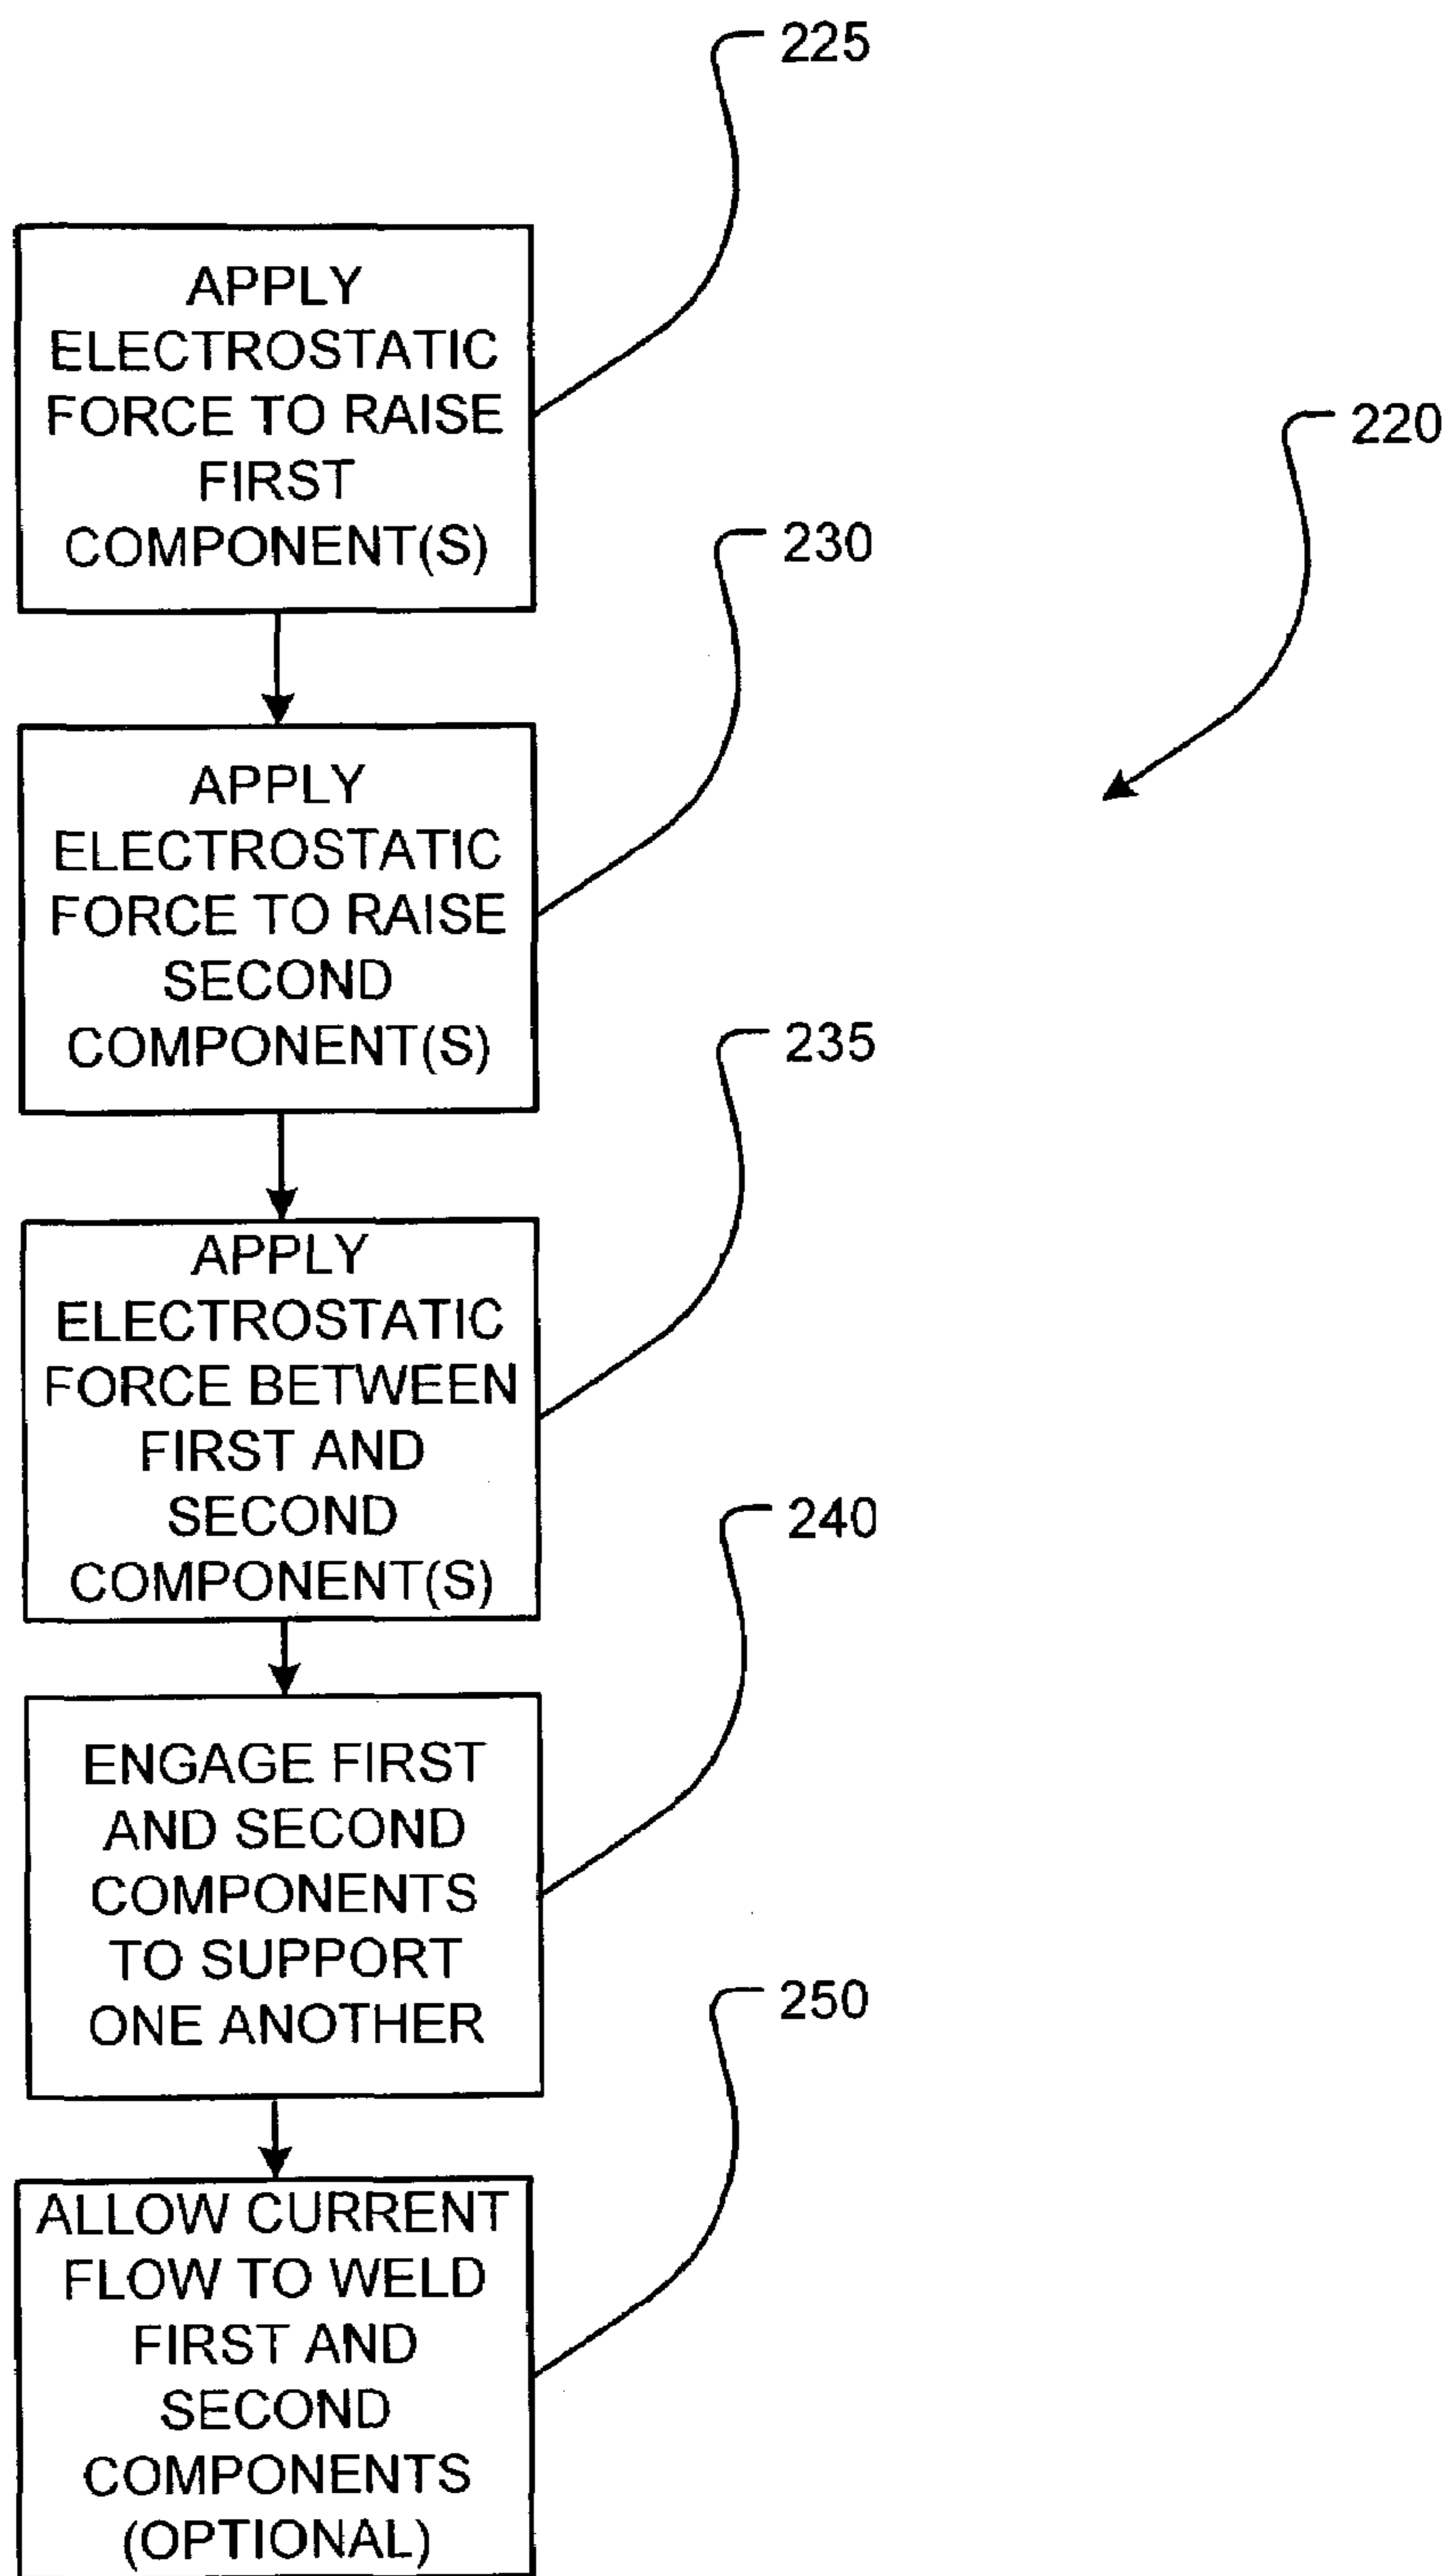 225
APPLY
ELECTROSTATIC
FORCE TO RAISE
FIRST
COMPONENT(S)
220
230
APPLY
ELECTROSTATIC
FORCE TO RAISE
SECOND
COMPONENT(S)
235
APPLY
ELECTROSTATIC
FORCE BETWEEN
FIRST AND
SECOND
COMPONENT(S)
240
ENGAGE FIRST
AND SECOND
COMPONENTS
TO SUPPORT
ONE ANOTHER
250
ALLOW CURRENT
FLOW TO WELD
FIRST AND
SECOND
COMPONENTS
(OPTIONAL)